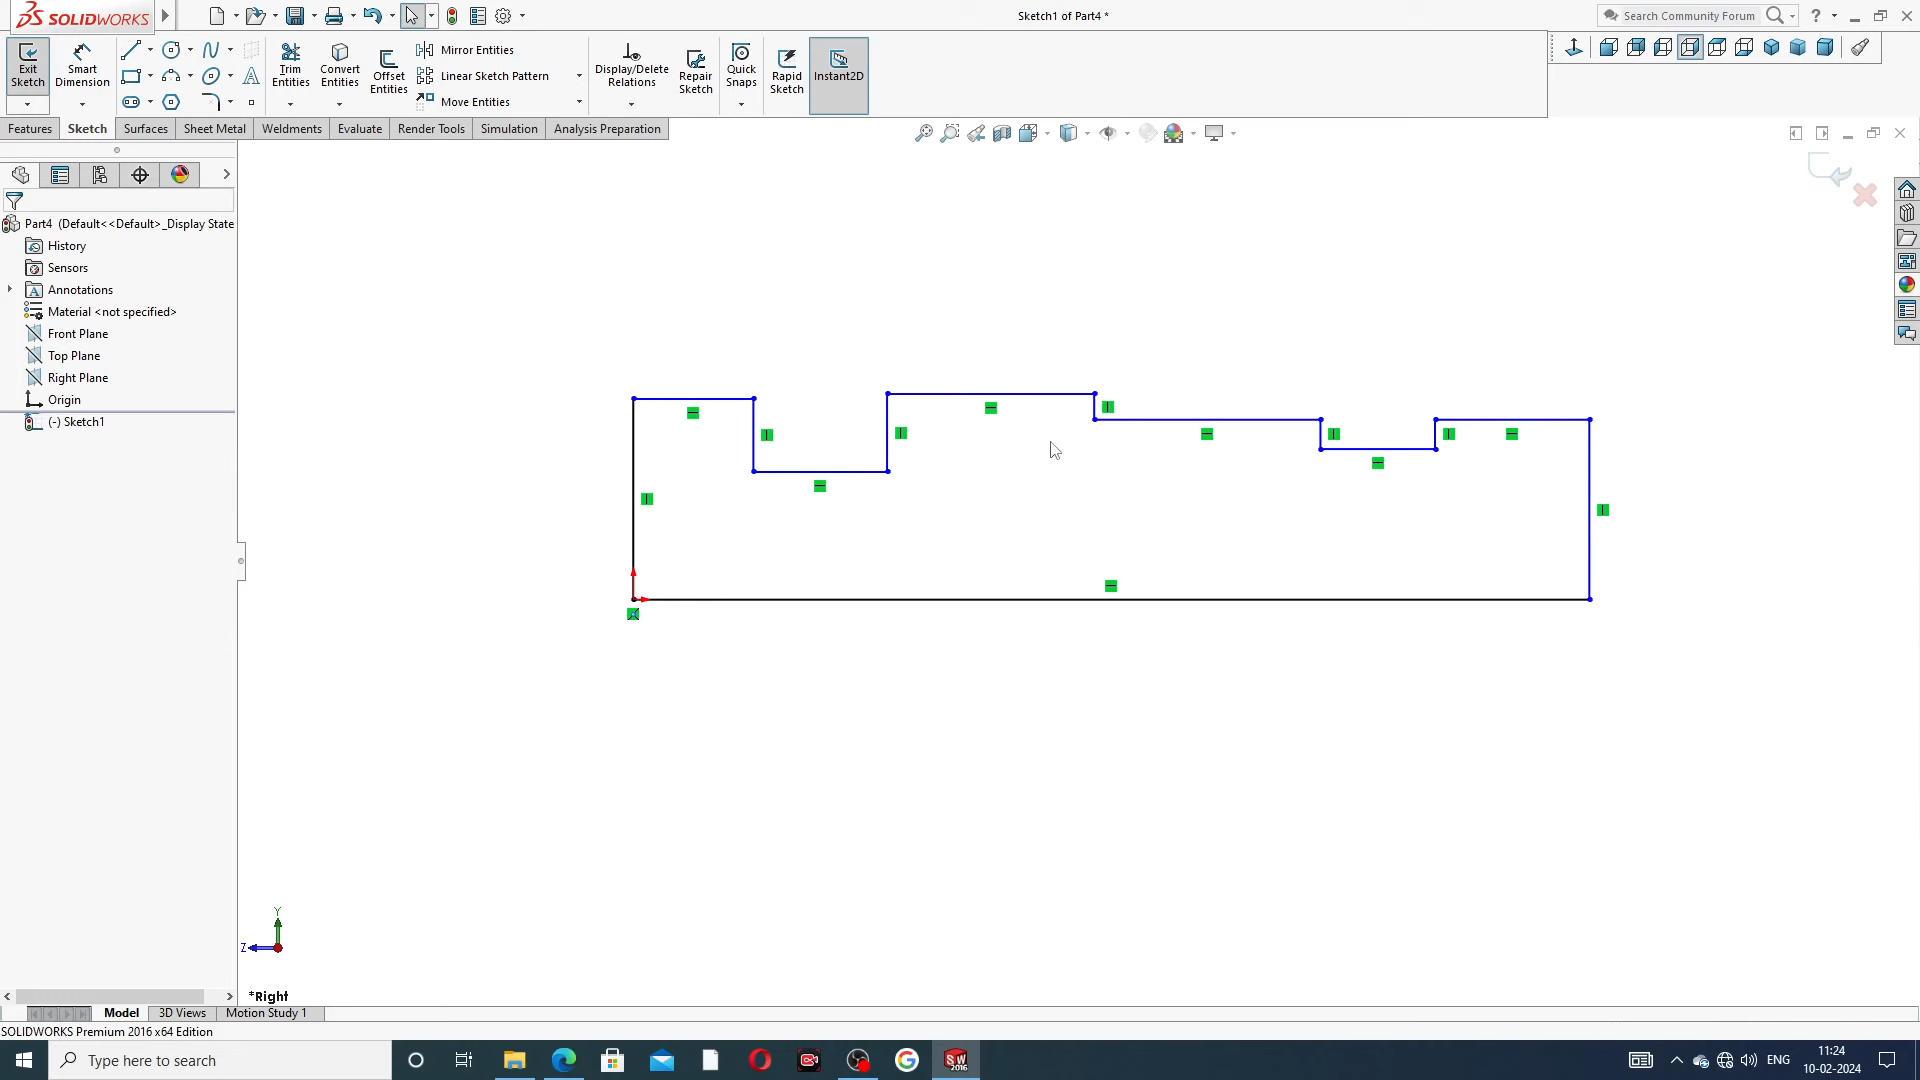 SOLIDWORKS
Sketch1 of Part4 *
Search Community Forum
?
Exit Sketch
Smart Dimension
Trim Entities
Convert Entities
Offset Entities
Mirror Entities
Linear Sketch Pattern
Move Entities
Display/Delete Relations
Repair Sketch
Quick Snaps
Rapid Sketch
Instant2D
Features
Sketch
Surfaces
Sheet Metal
Weldments
Evaluate
Render Tools
Simulation
Analysis Preparation
Part4 (Default<<Default>_Display State
History
Sensors
Annotations
Material <not specified>
Front Plane
Top Plane
Right Plane
Origin
(-) Sketch1
Y
Z
*Right
Model
3D Views
Motion Study 1
SOLIDWORKS Premium 2016 x64 Edition
Type here to search
SW
2016
ENG
11:24
10-02-2024